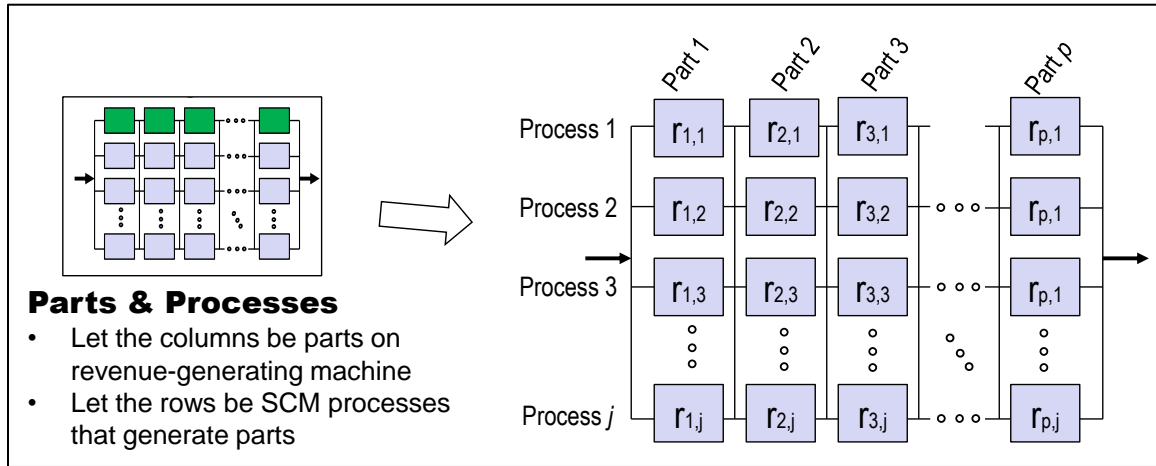 Part 1 Part 2 Part 3 Part p
Process 1 r1,1 r2,1 r3,1 rp,1
Process 2 r1,2 r2,2 r3,2 rp,1
Process 3 r1,3 r2,3 r3,3 rp,1
Process j r1,j r2,j r3,j rp,j
Parts & Processes
• Let the columns be parts on
revenue-generating machine
• Let the rows be SCM processes
that generate parts